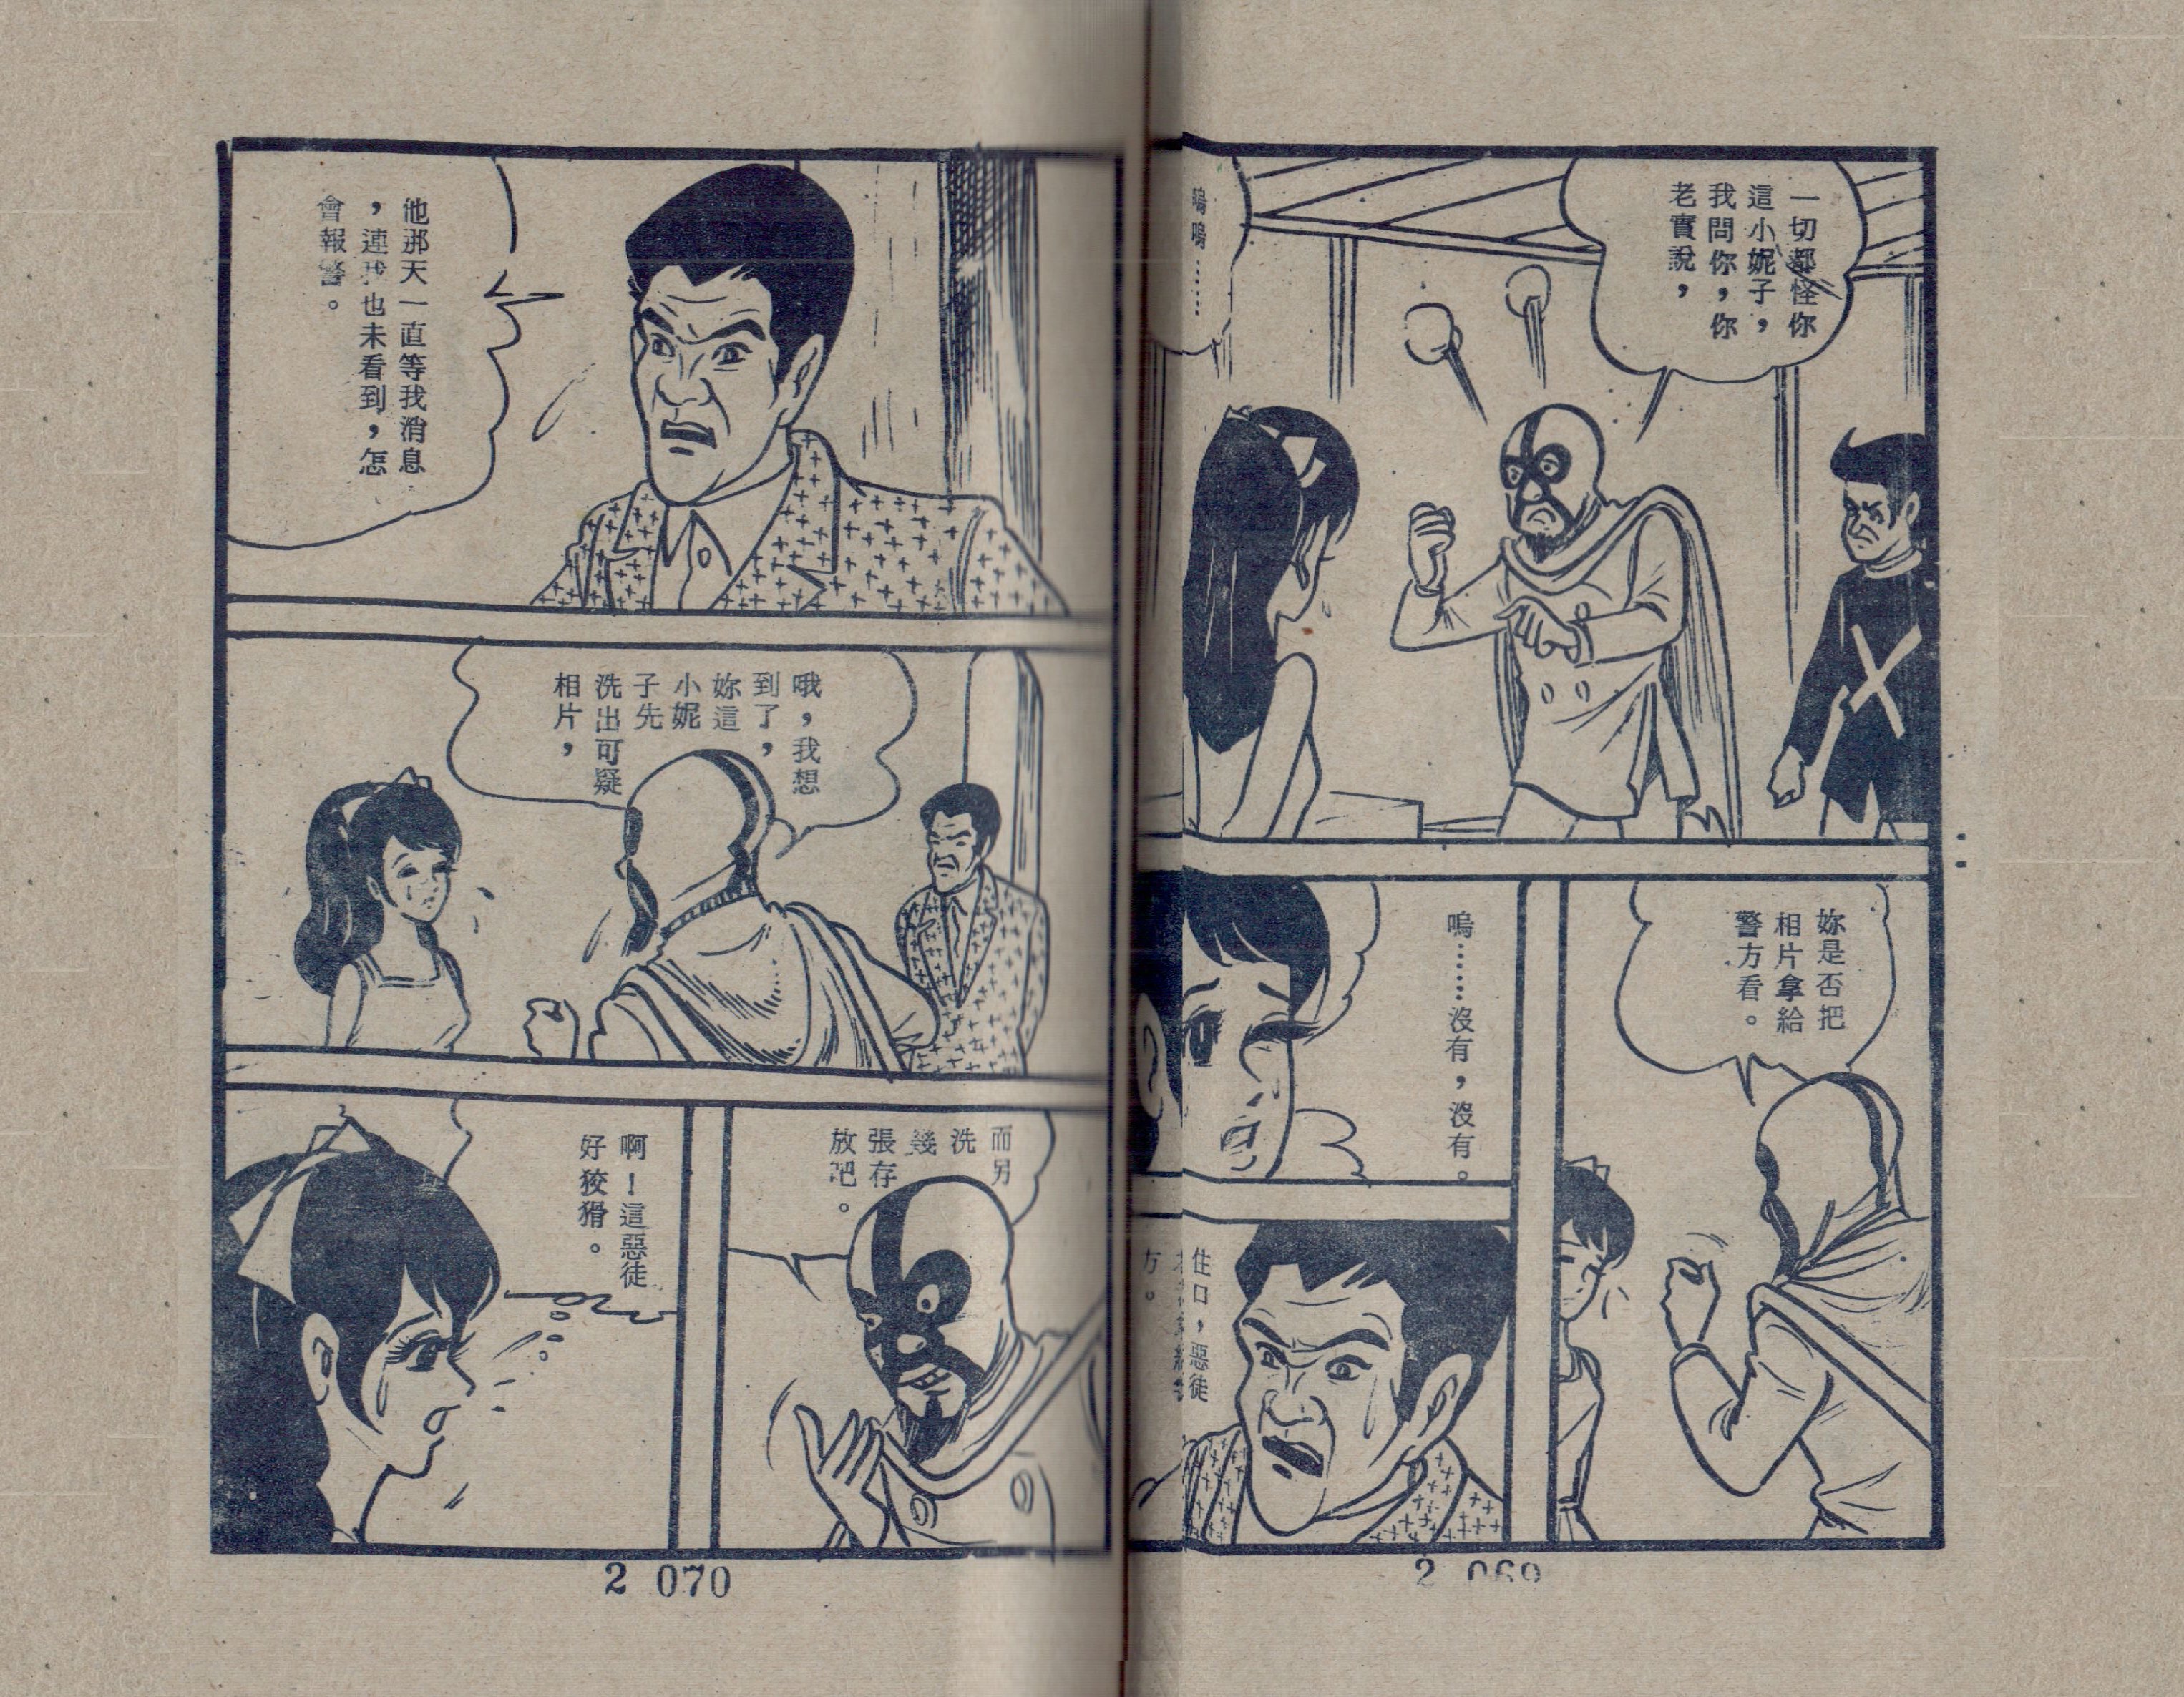 一切都怪你
這小妮子，
我問你，你
老實說，
嗚嗚……
妳是否把
相片拿給
警方看。
嗚……沒有，沒有。
住口，惡徒
方。
2 069
他那天一直等我消息
，連我也未看到，怎
會報警。
哦，我想
到了，
妳這
小妮
子先
洗出可疑
相片，
而另
洗
幾
張存
放吧。
啊！這惡徒
好狡猾。
2 070